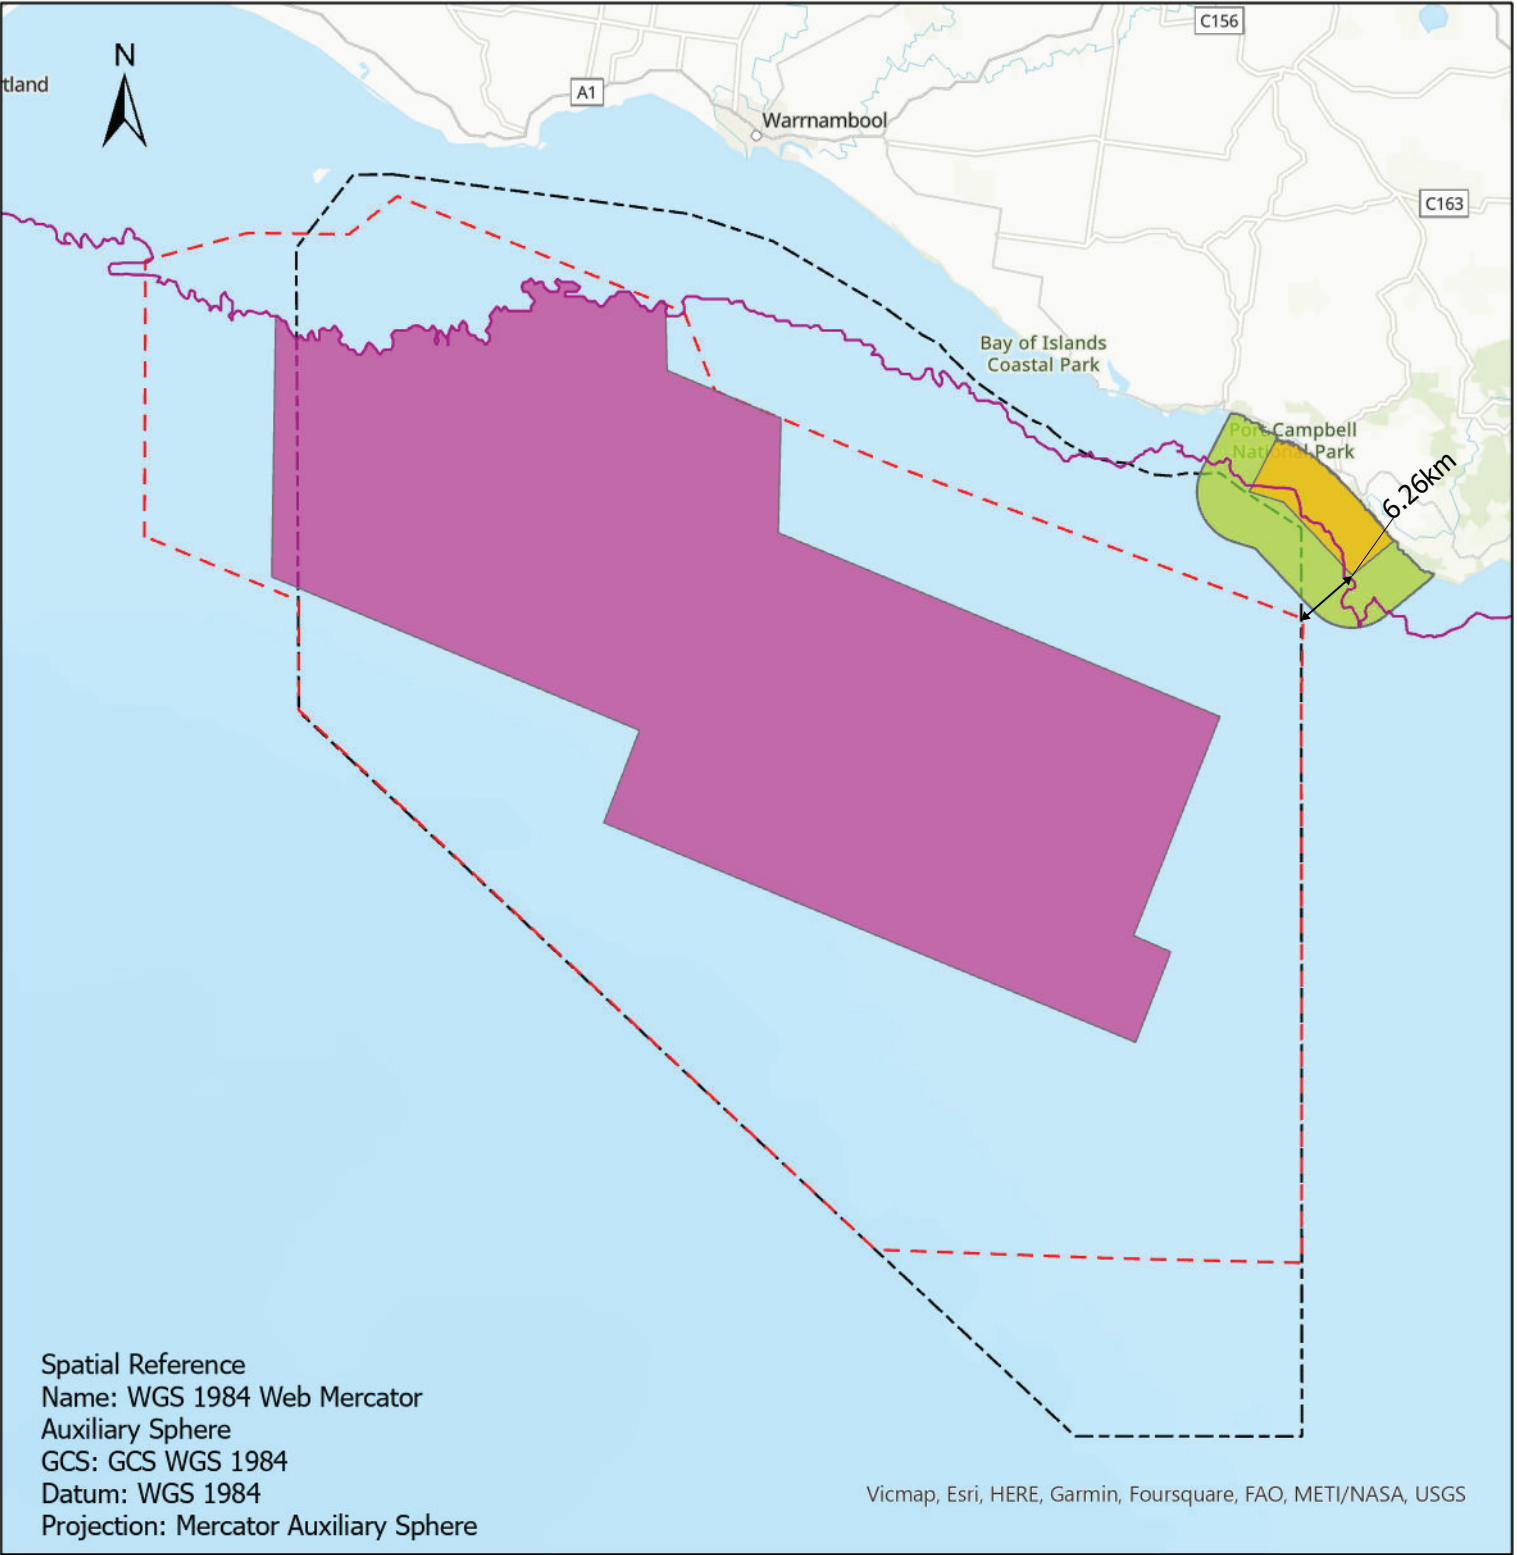 C156
N
tland
A1
Warrnambool
C163
Bay of Islands
Coastal Park
Port Campbell
National Park
6.26km
Spatial Reference
Name: WGS 1984 Web Mercator
Auxiliary Sphere
GCS: GCS WGS 1984
Datum: WGS 1984
Projection: Mercator Auxiliary Sphere
Vicmap, Esri, HERE, Garmin, Foursquare, FAO, METI/NASA, USGS